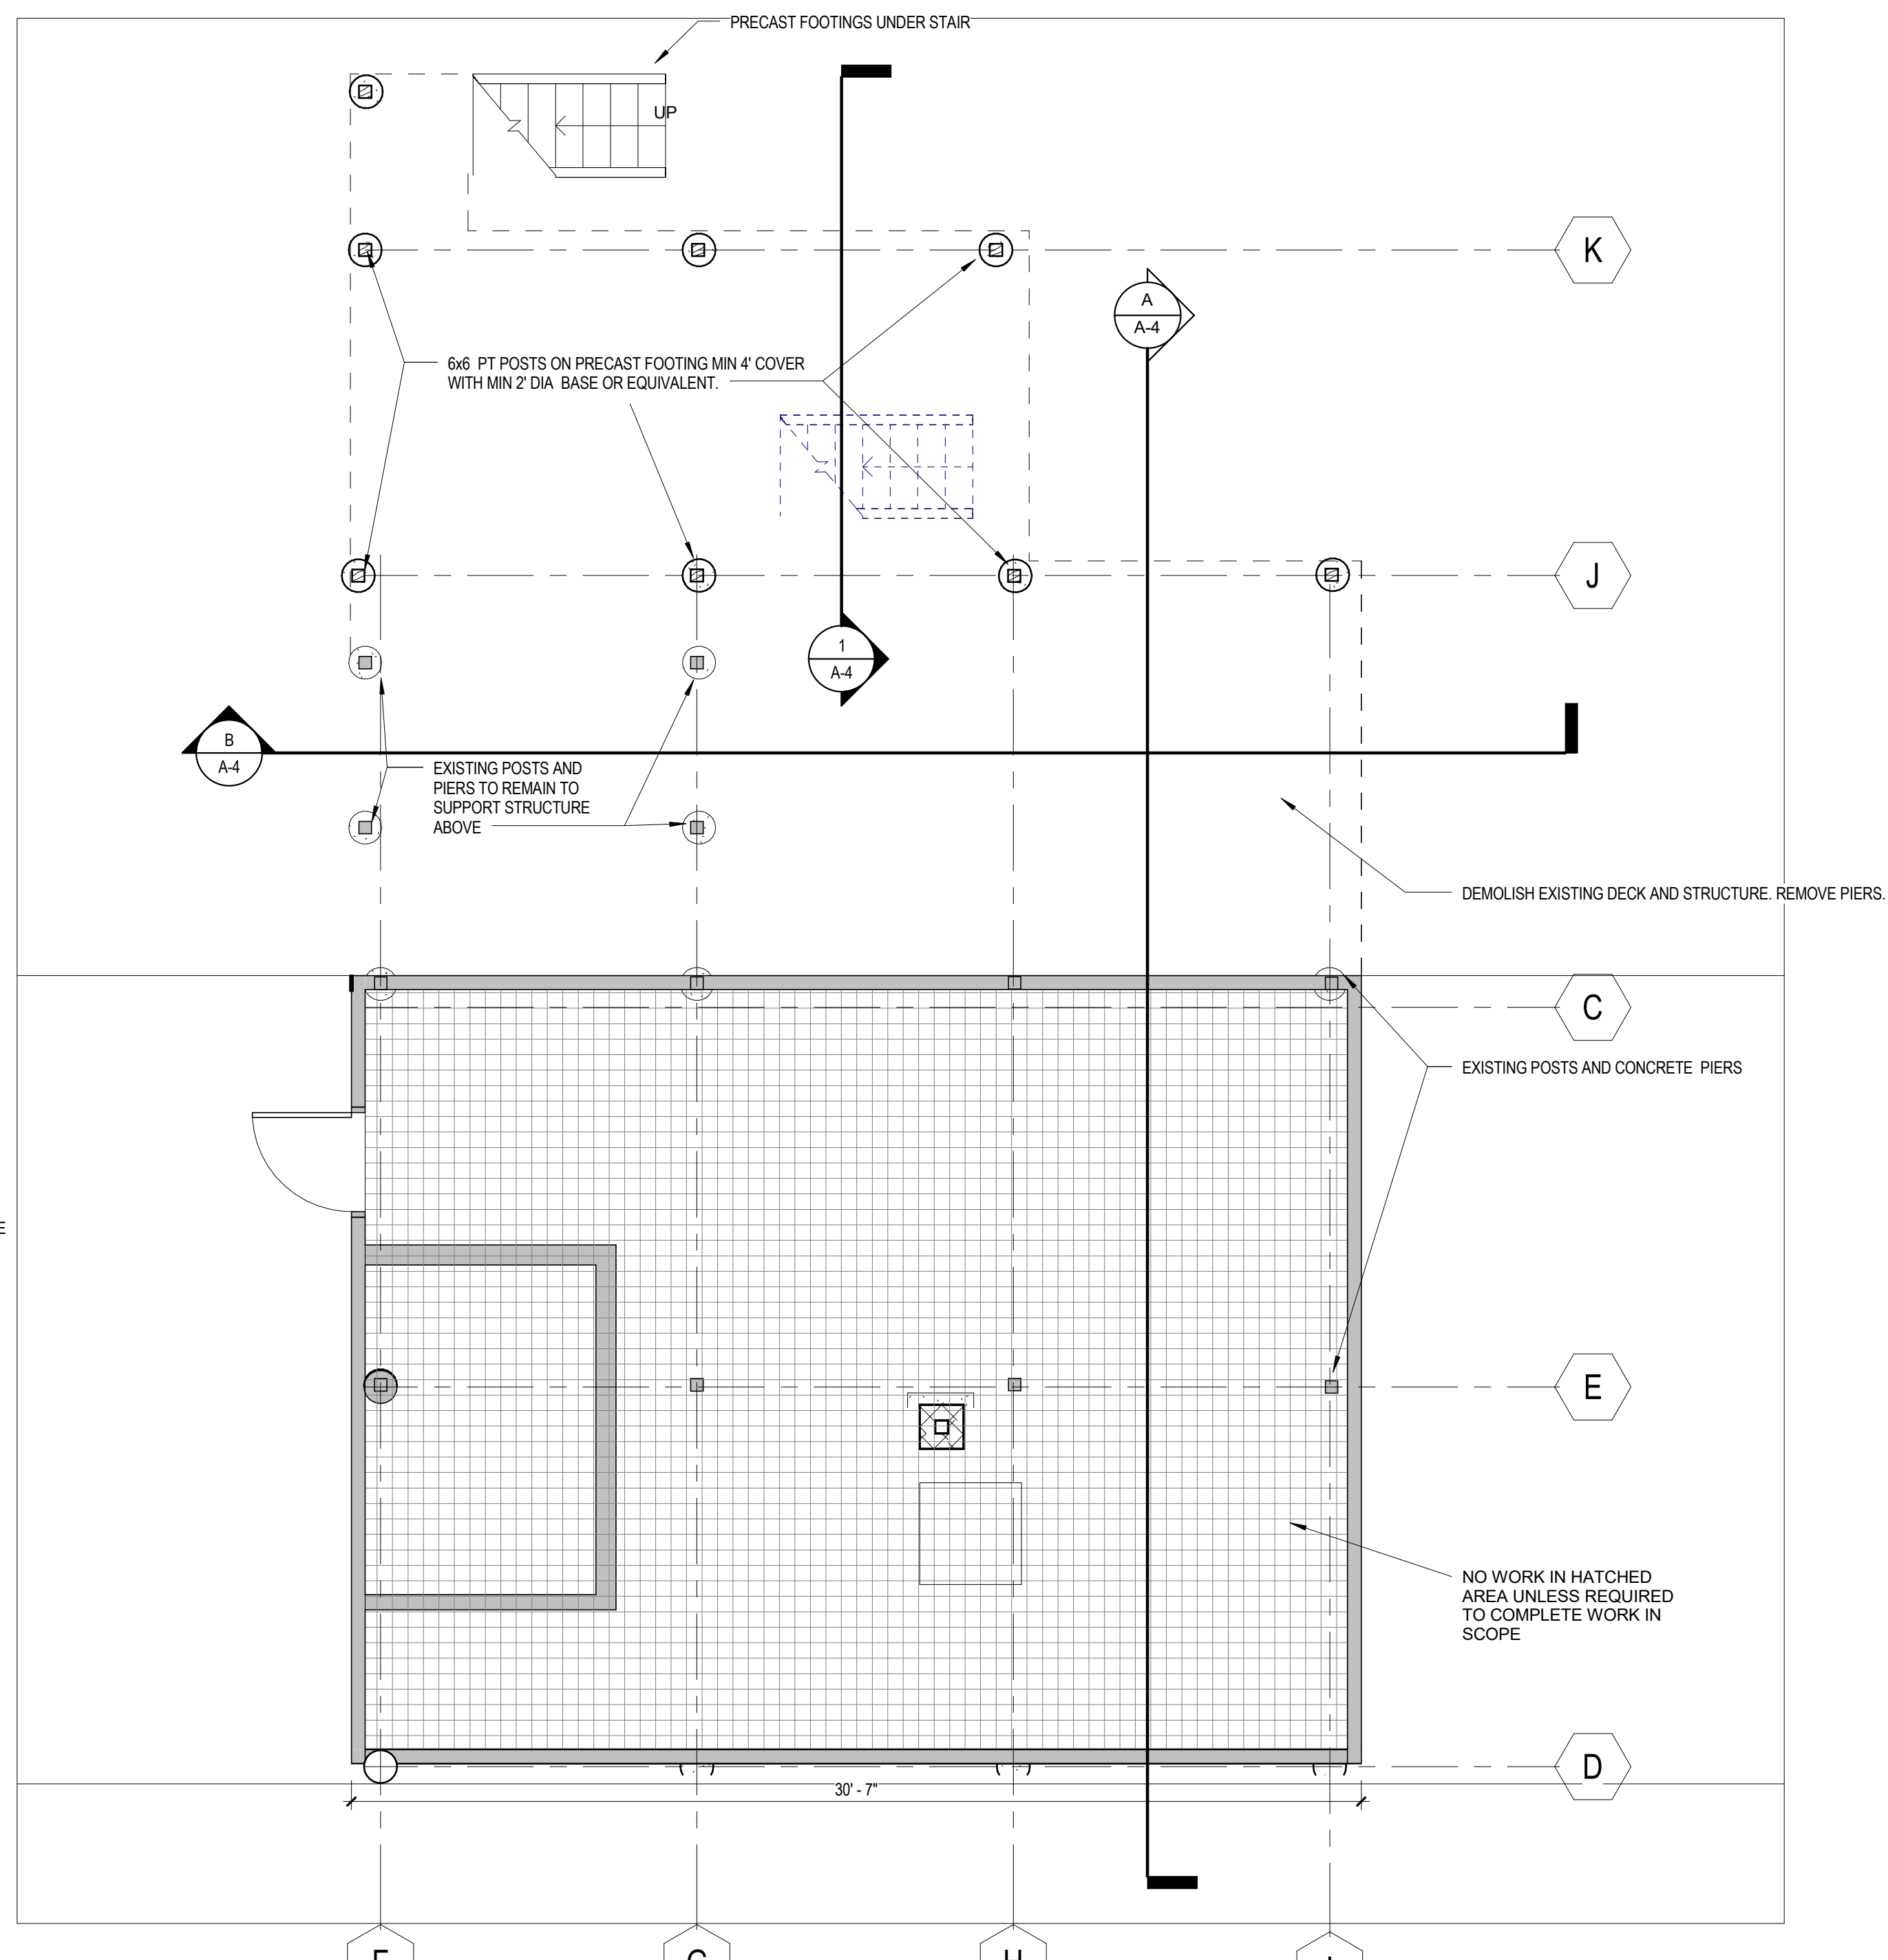 PRECAST FOOTINGS UNDER STAIR
UP
K
A
A-4
6x6 PT POSTS ON PRECAST FOOTING MIN 4' COVER
WITH MIN 2' DIA BASE OR EQUIVALENT.
J
1
A-4
B
A-4
EXISTING POSTS AND
PIERS TO REMAIN TO
SUPPORT STRUCTURE
ABOVE
DEMOLISH EXISTING DECK AND STRUCTURE. REMOVE PIERS.
C
EXISTING POSTS AND CONCRETE PIERS
E
E
NO WORK IN HATCHED
AREA UNLESS REQUIRED
TO COMPLETE WORK IN
SCOPE
D
30' - 7"
G
H